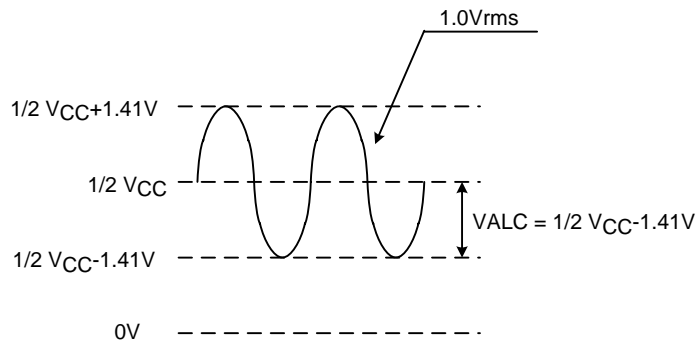 1.0Vrms
1/2 VCC+1.41V
1/2 VCC
VALC = 1/2 VCC-1.41V
1/2 VCC-1.41V
0V